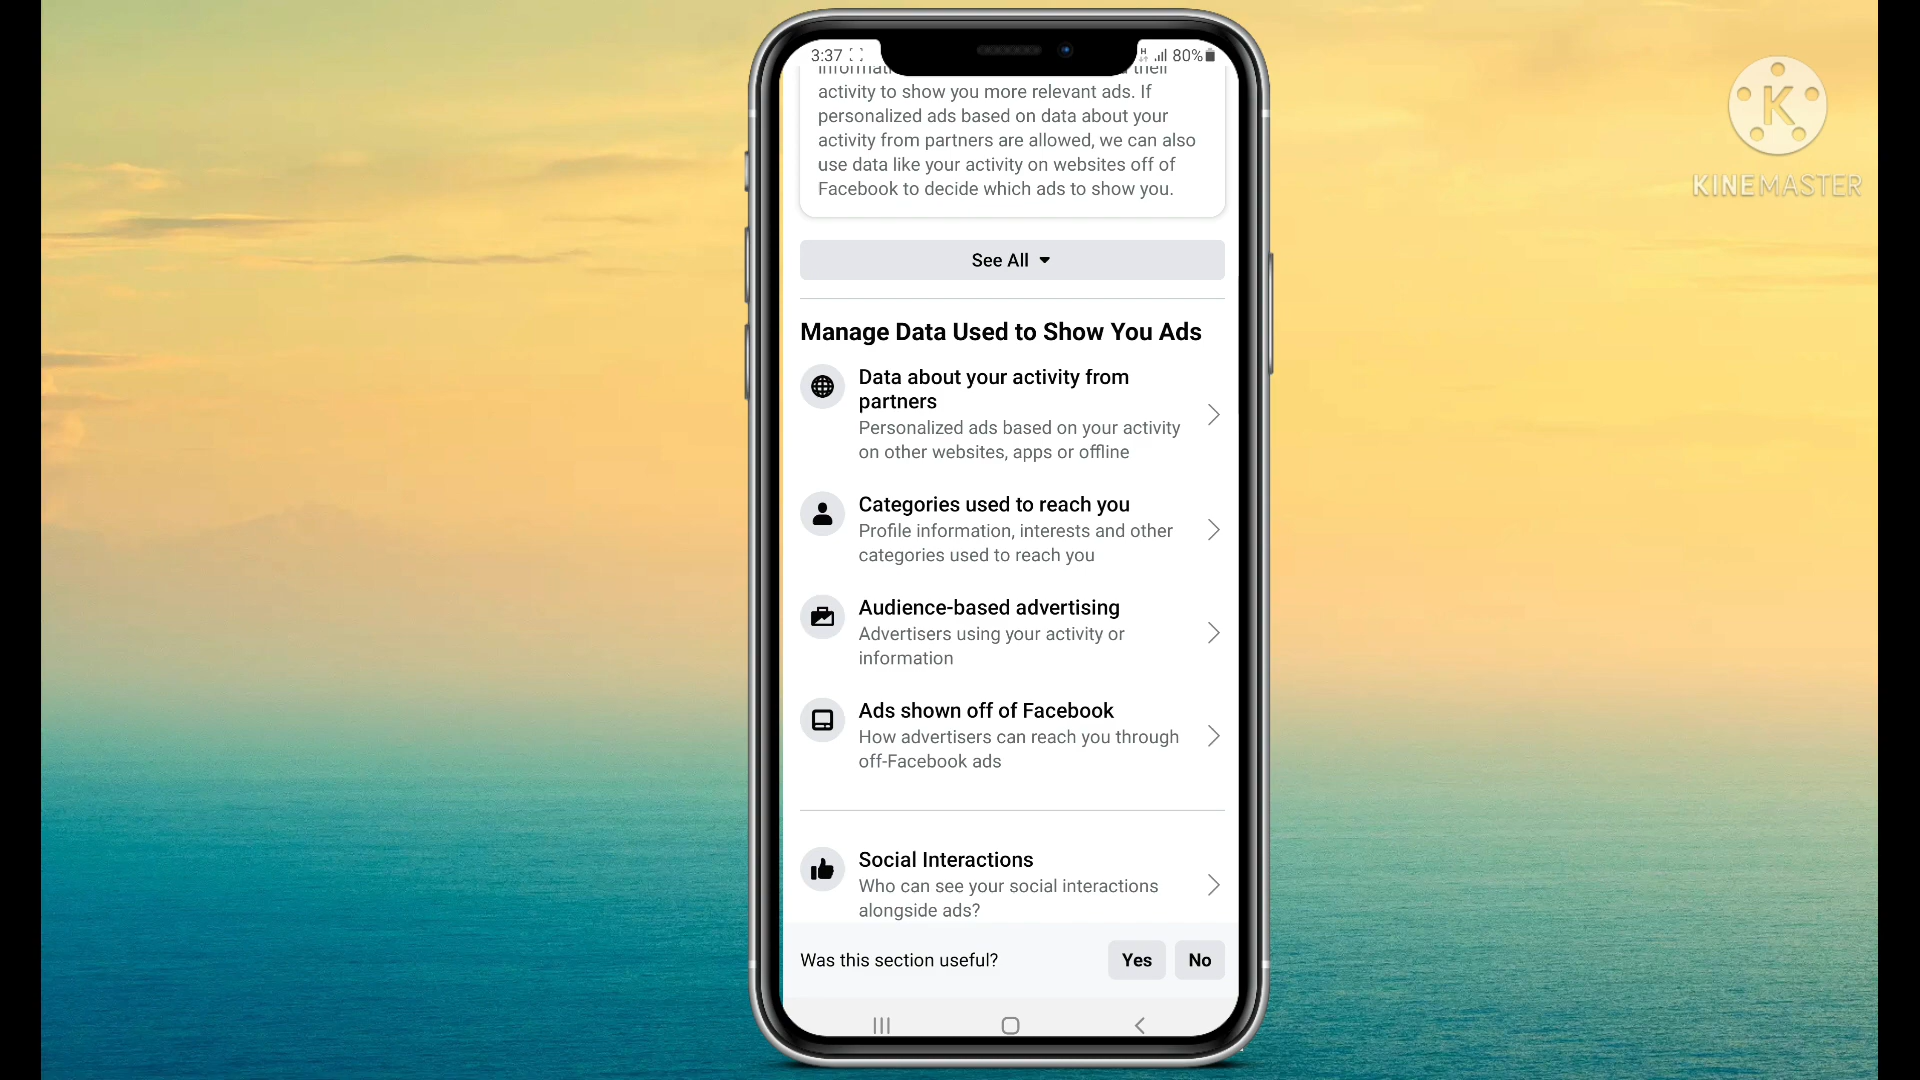 3:37
80%
activity to show you more relevant ads. If
personalized ads based on data about your
activity from partners are allowed, we can also
use data like your activity on websites off of
Facebook to decide which ads to show you.
See All
Manage Data Used to Show You Ads
Data about your activity from
partners
Personalized ads based on your activity
on other websites, apps or offline
Categories used to reach you
Profile information, interests and other
categories used to reach you
Audience-based advertising
Advertisers using your activity or
information
Ads shown off of Facebook
How advertisers can reach you through
off-Facebook ads
Social Interactions
Who can see your social interactions
alongside ads?
Was this section useful?
Yes
No
K
KINEMASTER